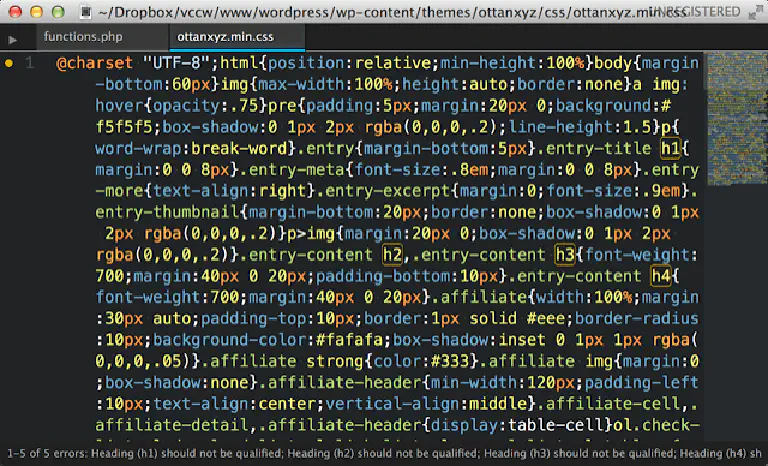 ~/Dropbox/vccw/www/wordpress/wp-content/themes/ottanxyz/css/ottanxyz.min.css
UNREGISTERED
functions.php
ottanxyz.min.css
1 @charset "UTF-8";html{position:relative;min-height:100%}body{margin
-bottom:60px}img{max-width:100%;height:auto;border:none}a img:
hover{opacity:.75}pre{padding:5px;margin:20px 0;background:#
f5f5f5;box-shadow:0 1px 2px rgba(0,0,0,.2);line-height:1.5}p{
word-wrap:break-word}.entry{margin-bottom:5px}.entry-title h1{
margin:0 0 8px}.entry-meta{font-size:.8em;margin:0 0 8px}.entry
-more{text-align:right}.entry-excerpt{margin:0;font-size:.9em}.
entry-thumbnail{margin-bottom:20px;border:none;box-shadow:0 1px
2px rgba(0,0,0,.2)}p>img{margin:20px 0;box-shadow:0 1px 2px
rgba(0,0,0,.2)}.entry-content h2,.entry-content h3{font-weight:
700;margin:40px 0 20px;padding-bottom:10px}.entry-content h4{
font-weight:700;margin:40px 0 20px}.affiliate{width:100%;margin
:30px auto;padding-top:10px;border:1px solid #eee;border-radius
:10px;background-color:#fafafa;box-shadow:inset 0 1px 1px rgba(
0,0,0,.05)}.affiliate strong{color:#333}.affiliate img{margin:0
;box-shadow:none}.affiliate-header{min-width:120px;padding-left
:10px;text-align:center;vertical-align:middle}.affiliate-cell,.
affiliate-detail,.affiliate-header{display:table-cell}ol.check-
1-5 of 5 errors: Heading (h1) should not be qualified; Heading (h2) should not be qualified; Heading (h3) should not be qualified; Heading (h4) sh